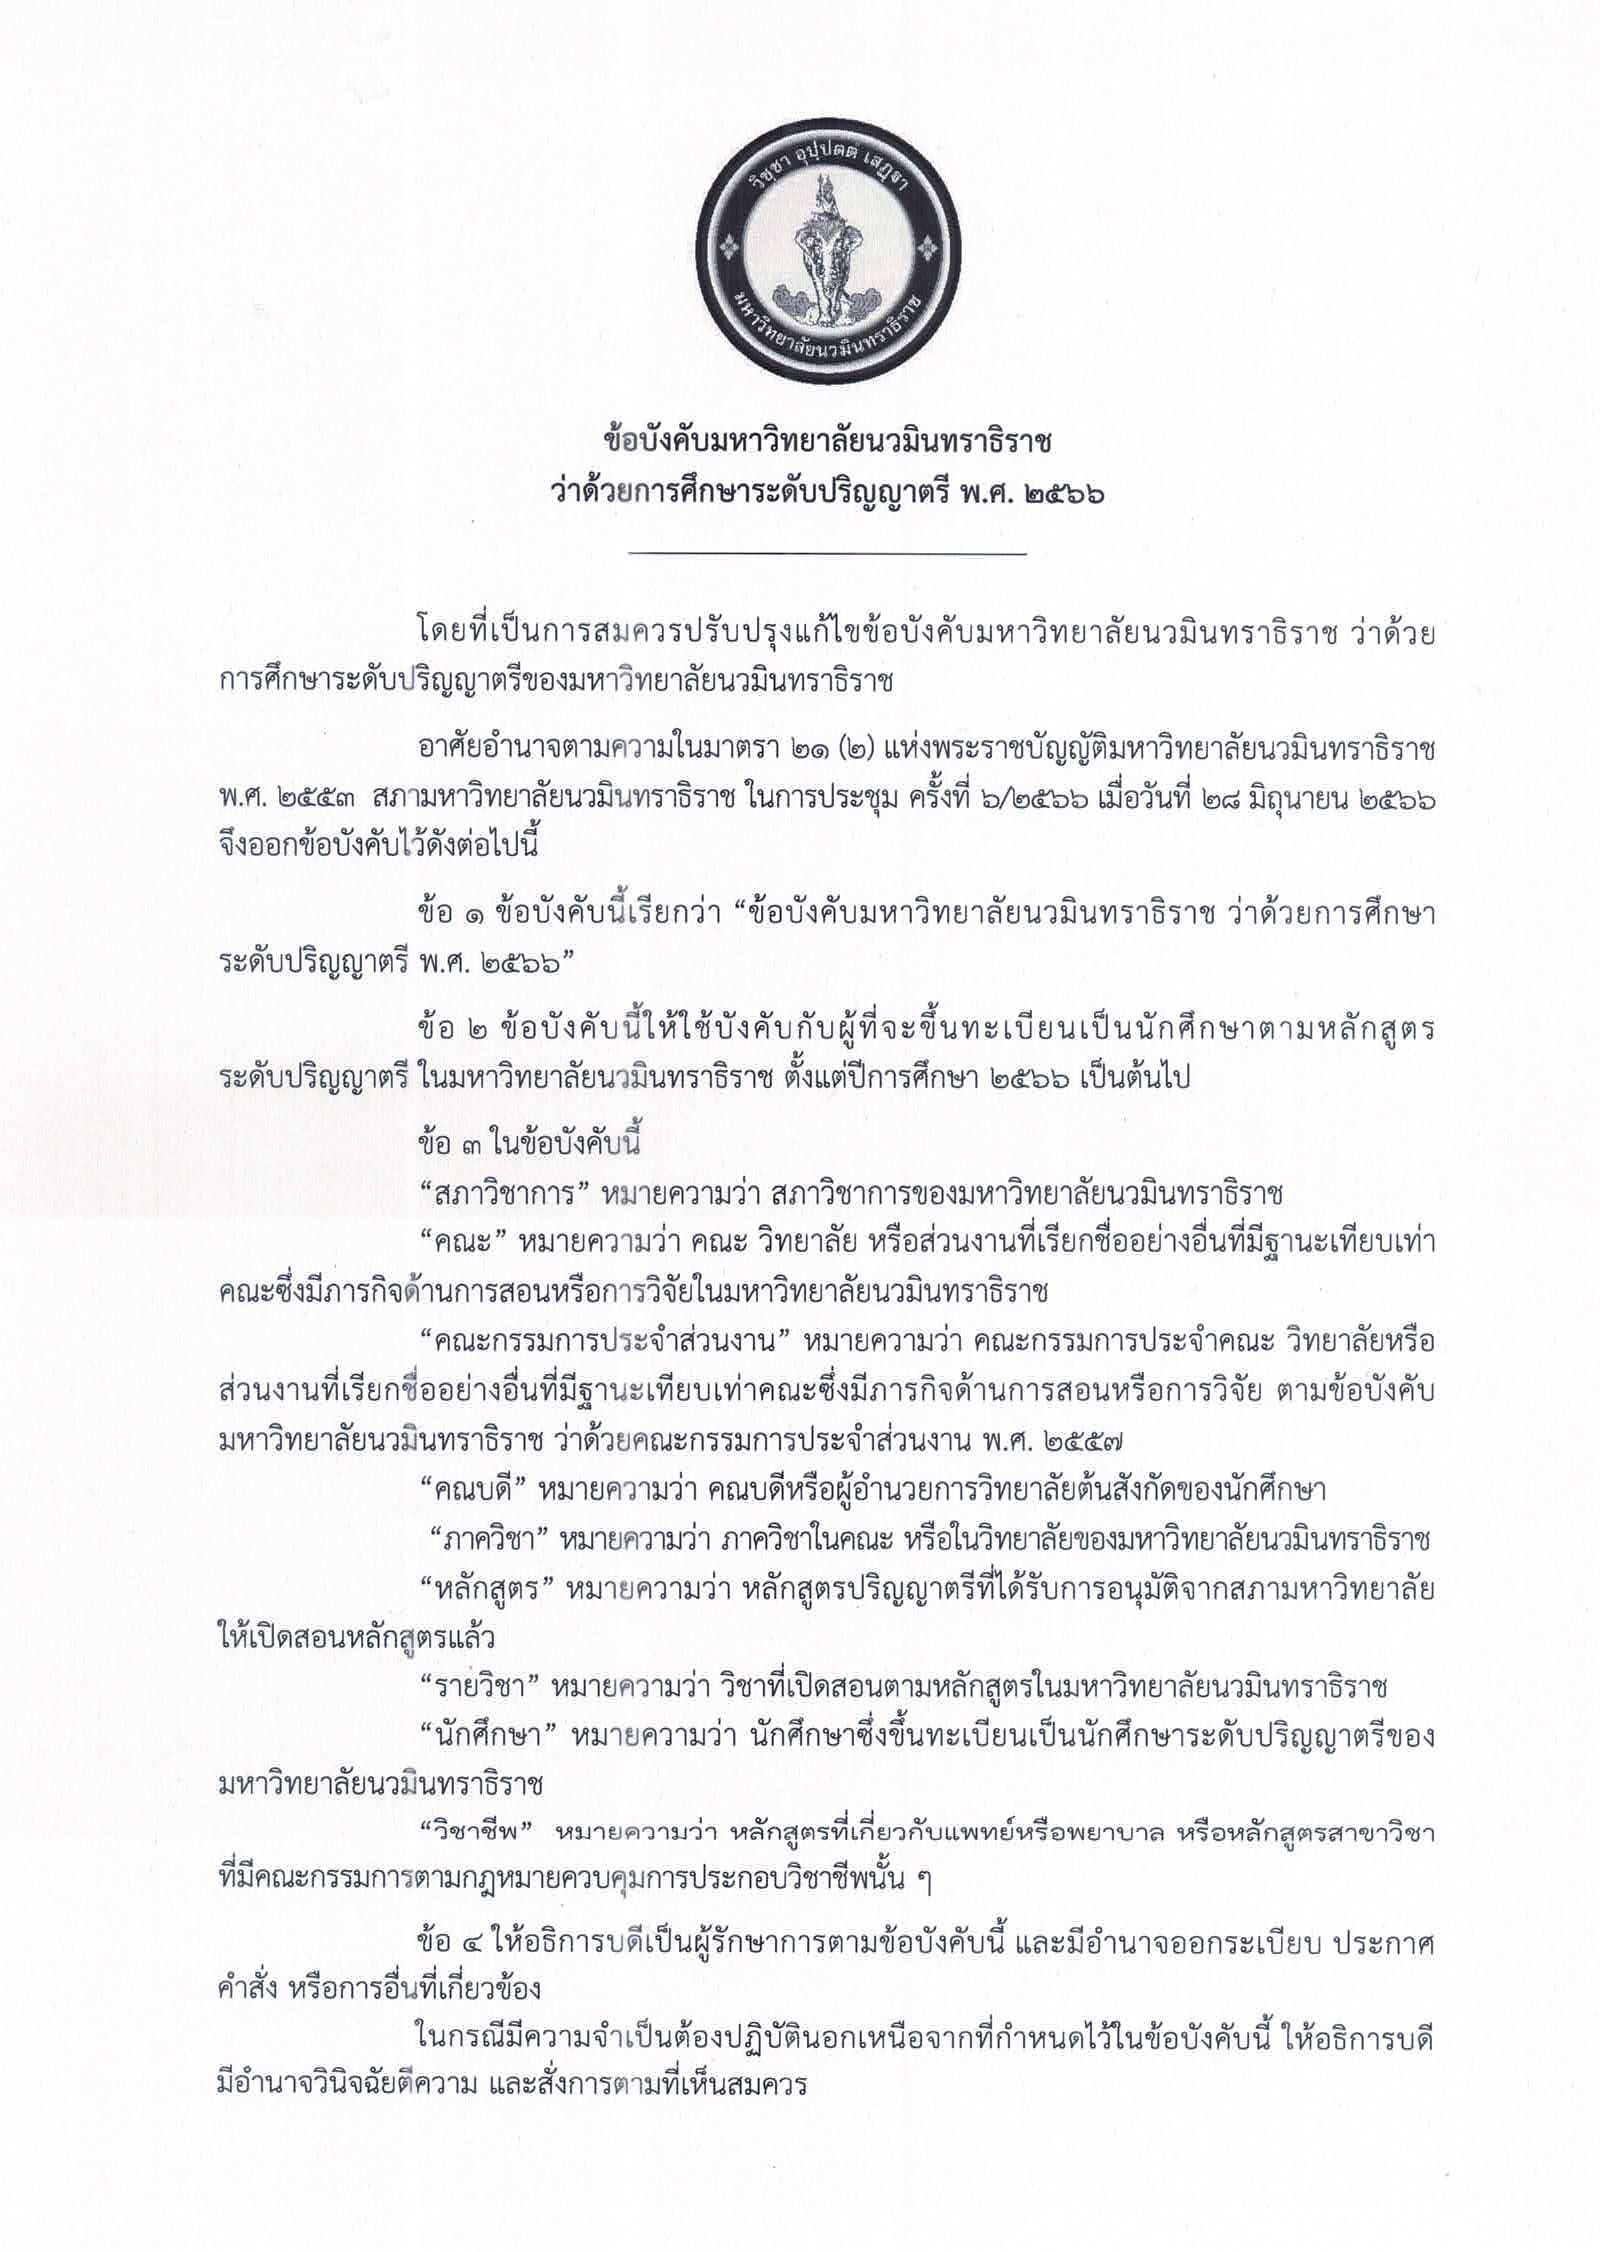 วิชฺชา อุปฺปตตํ เสฏฺฐา
มหาวิทยาลัยนวมินทราธิราช
ข้อบังคับมหาวิทยาลัยนวมินทราธิราช
ว่าด้วยการศึกษาระดับปริญญาตรี พ.ศ. ๒๕๖๖
โดยที่เป็นการสมควรปรับปรุงแก้ไขข้อบังคับมหาวิทยาลัยนวมินทราธิราช ว่าด้วย
การศึกษาระดับปริญญาตรีของมหาวิทยาลัยนวมินทราธิราช
อาศัยอำนาจตามความในมาตรา ๒๑ (๒) แห่งพระราชบัญญัติมหาวิทยาลัยนวมินทราธิราช
พ.ศ. ๒๕๕๓ สภามหาวิทยาลัยนวมินทราธิราช ในการประชุม ครั้งที่ ๖/๒๕๖๖ เมื่อวันที่ ๒๘ มิถุนายน ๒๕๖๖
จึงออกข้อบังคับไว้ดังต่อไปนี้
ข้อ ๑ ข้อบังคับนี้เรียกว่า “ข้อบังคับมหาวิทยาลัยนวมินทราธิราช ว่าด้วยการศึกษา
ระดับปริญญาตรี พ.ศ. ๒๕๖๖”
ข้อ ๒ ข้อบังคับนี้ให้ใช้บังคับกับผู้ที่จะขึ้นทะเบียนเป็นนักศึกษาตามหลักสูตร
ระดับปริญญาตรี ในมหาวิทยาลัยนวมินทราธิราช ตั้งแต่ปีการศึกษา ๒๕๖๖ เป็นต้นไป
ข้อ ๓ ในข้อบังคับนี้
“สภาวิชาการ” หมายความว่า สภาวิชาการของมหาวิทยาลัยนวมินทราธิราช
“คณะ” หมายความว่า คณะ วิทยาลัย หรือส่วนงานที่เรียกชื่ออย่างอื่นที่มีฐานะเทียบเท่า
คณะซึ่งมีภารกิจด้านการสอนหรือการวิจัยในมหาวิทยาลัยนวมินทราธิราช
“คณะกรรมการประจำส่วนงาน” หมายความว่า คณะกรรมการประจำคณะ วิทยาลัยหรือ
ส่วนงานที่เรียกชื่ออย่างอื่นที่มีฐานะเทียบเท่าคณะซึ่งมีภารกิจด้านการสอนหรือการวิจัย ตามข้อบังคับ
มหาวิทยาลัยนวมินทราธิราช ว่าด้วยคณะกรรมการประจำส่วนงาน พ.ศ. ๒๕๕๗
“คณบดี” หมายความว่า คณบดีหรือผู้อำนวยการวิทยาลัยต้นสังกัดของนักศึกษา
“ภาควิชา” หมายความว่า ภาควิชาในคณะ หรือในวิทยาลัยของมหาวิทยาลัยนวมินทราธิราช
“หลักสูตร” หมายความว่า หลักสูตรปริญญาตรีที่ได้รับการอนุมัติจากสภามหาวิทยาลัย
ให้เปิดสอนหลักสูตรแล้ว
“รายวิชา” หมายความว่า วิชาที่เปิดสอนตามหลักสูตรในมหาวิทยาลัยนวมินทราธิราช
“นักศึกษา” หมายความว่า นักศึกษาซึ่งขึ้นทะเบียนเป็นนักศึกษาระดับปริญญาตรีของ
มหาวิทยาลัยนวมินทราธิราช
“วิชาชีพ” หมายความว่า หลักสูตรที่เกี่ยวกับแพทย์หรือพยาบาล หรือหลักสูตรสาขาวิชา
ที่มีคณะกรรมการตามกฎหมายควบคุมการประกอบวิชาชีพนั้น ๆ
ข้อ ๔ ให้อธิการบดีเป็นผู้รักษาการตามข้อบังคับนี้ และมีอำนาจออกระเบียบ ประกาศ
คำสั่ง หรือการอื่นที่เกี่ยวข้อง
ในกรณีมีความจำเป็นต้องปฏิบัตินอกเหนือจากที่กำหนดไว้ในข้อบังคับนี้ ให้อธิการบดี
มีอำนาจวินิจฉัยตีความ และสั่งการตามที่เห็นสมควร